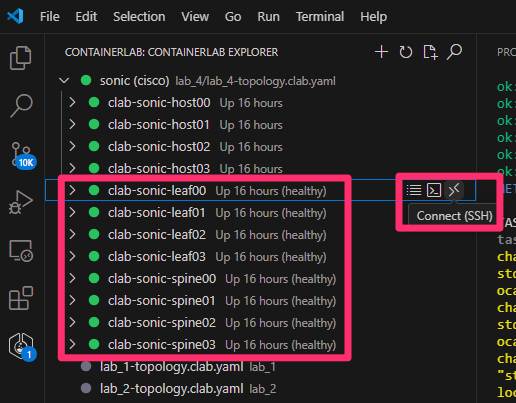 File Edit Selection View Go Run Terminal Help
CONTAINERLAB: CONTAINERLAB EXPLORER
PRO
sonic (cisco) lab_4/lab_4-topology.clab.yaml
clab-sonic-host00 Up 16 hours
ok:
clab-sonic-host01 Up 16 hours
ok:
clab-sonic-host02 Up 16 hours
ok:
10K
clab-sonic-host03 Up 16 hours
ok:
clab-sonic-leaf00 Up 16 hours (healthy)
clab-sonic-leaf01 Up 16 hours (healthy)
Connect (SSH)
clab-sonic-leaf02 Up 16 hours (healthy)
tas
clab-sonic-leaf03 Up 16 hours (healthy)
cha
clab-sonic-spine00 Up 16 hours (healthy)
sto
oca
clab-sonic-spine01 Up 16 hours (healthy)
cha
clab-sonic-spine02 Up 16 hours (healthy)
sto
oca
clab-sonic-spine03 Up 16 hours (healthy)
cha
1
lab_1-topology.clab.yaml lab_1
"st
lab_2-topology.clab.yaml lab_2
loc